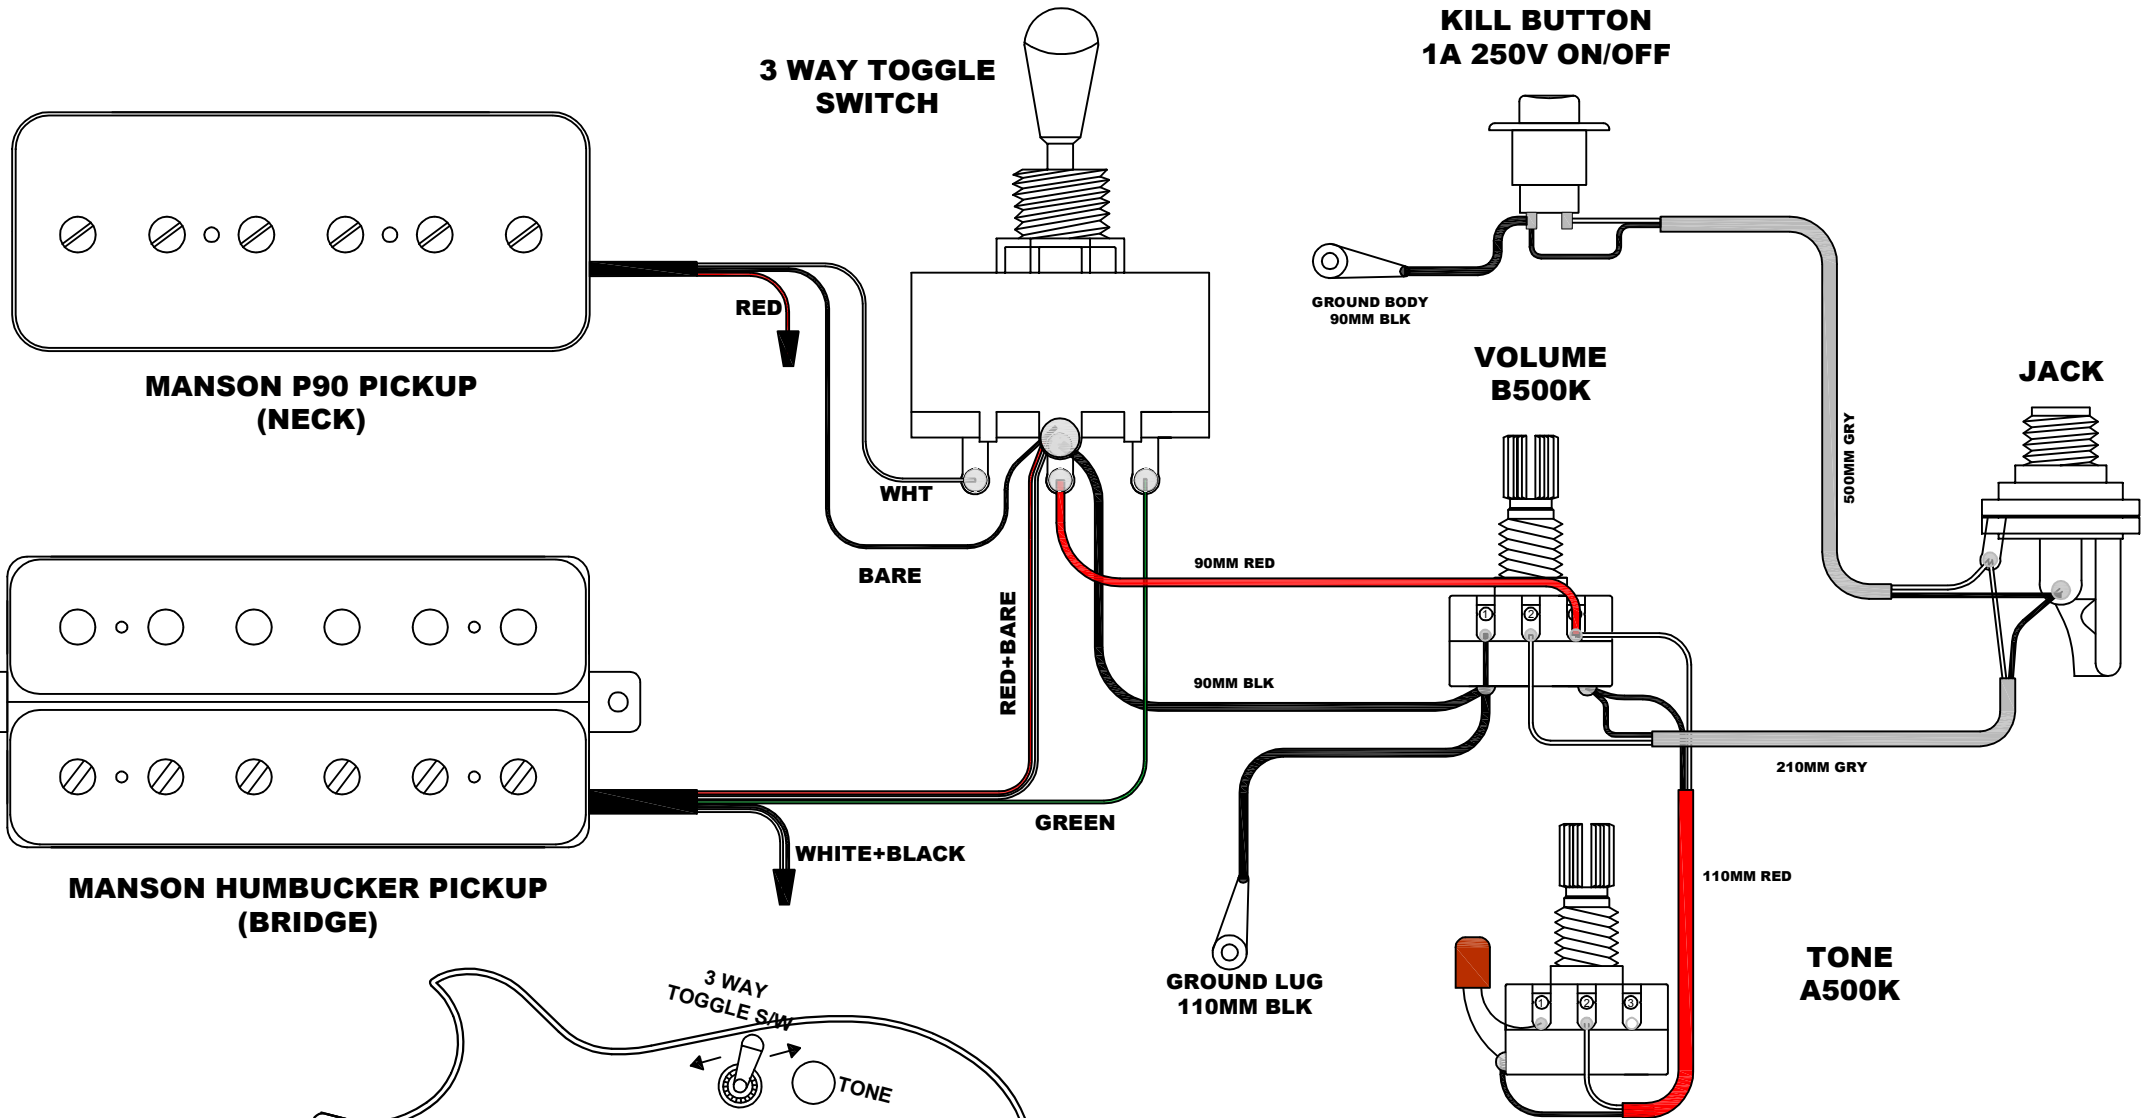 KILL BUTTON
1A 250V ON/OFF
3 WAY TOGGLE
SWITCH
RED
GROUND BODY
90MM BLK
VOLUME
B500K
JACK
MANSON P90 PICKUP
(NECK)
500MM GRY
WHT
BARE
90MM RED
RED+BARE
1
2
90MM BLK
210MM GRY
GREEN
WHITE+BLACK
110MM RED
MANSON HUMBUCKER PICKUP
(BRIDGE)
TONE
A500K
GROUND LUG
110MM BLK
1
2
3
3 WAY
TOGGLE S/W
TONE